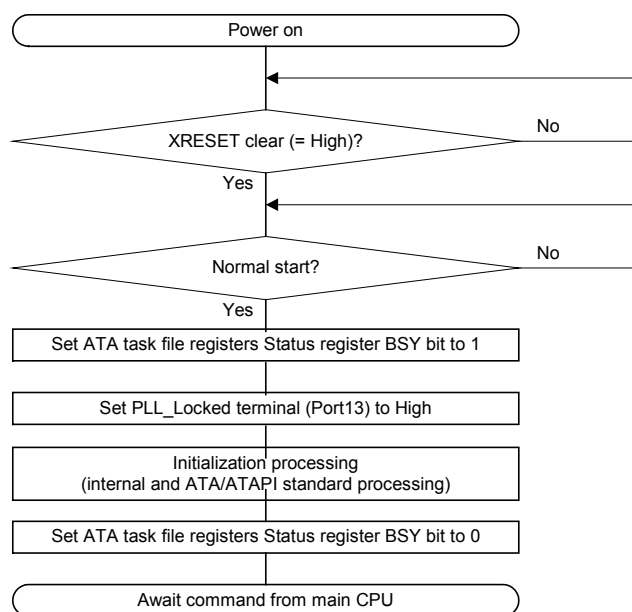 Power on
XRESET clear (= High)?
No
Yes
Normal start?
No
Yes
Set ATA task file registers Status register BSY bit to 1
Set PLL_Locked terminal (Port13) to High
Initialization processing
(internal and ATA/ATAPI standard processing)
Set ATA task file registers Status register BSY bit to 0
Await command from main CPU